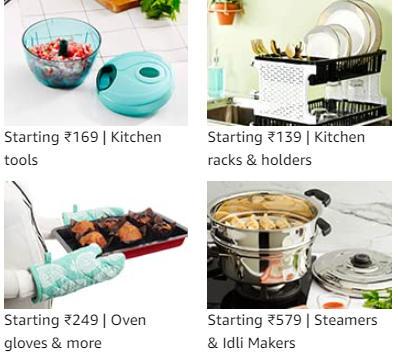 Starting ₹169 | Kitchen
tools
Starting ₹139 | Kitchen
racks & holders
Starting ₹249 | Oven
gloves & more
Starting ₹579 | Steamers
& Idli Makers